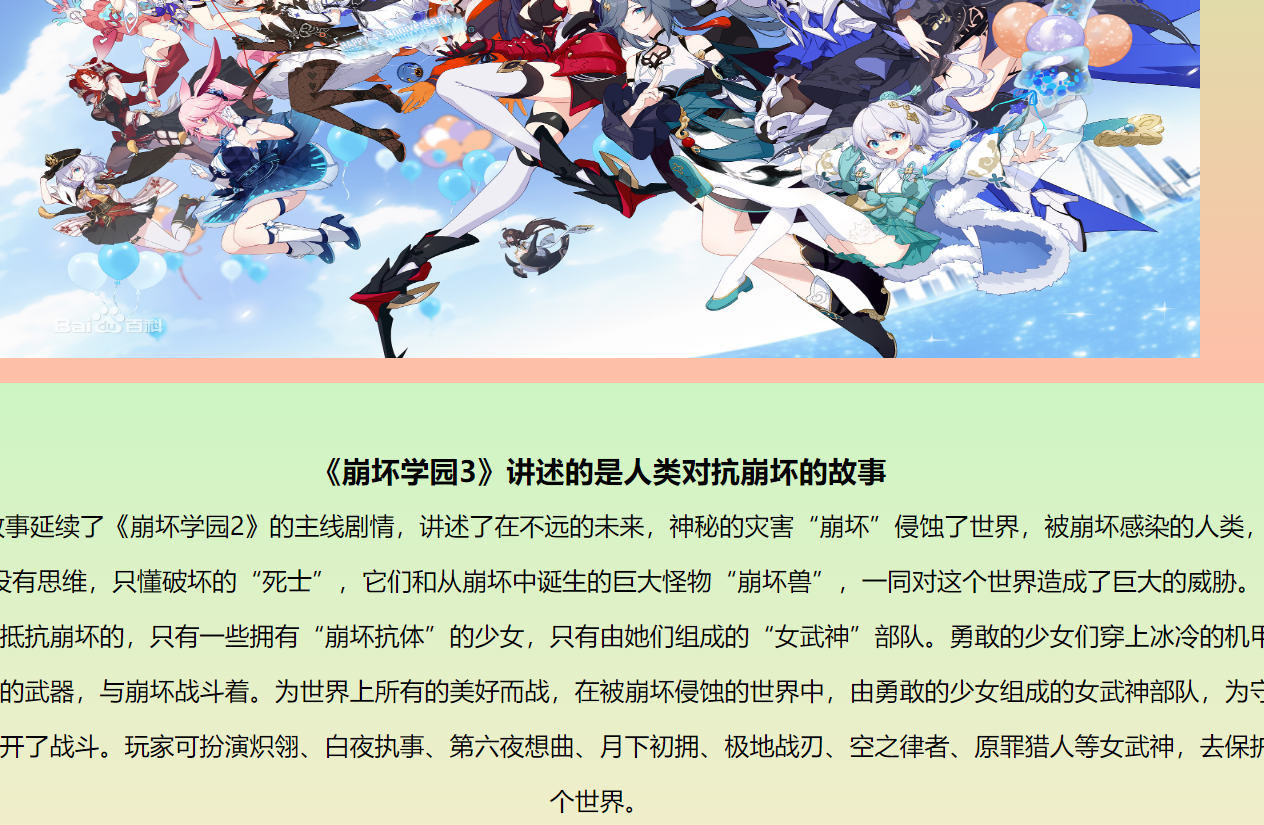 Baidu百科
《崩坏学园3》讲述的是人类对抗崩坏的故事
事延续了《崩坏学园2》的主线剧情，讲述了在不远的未来，神秘的灾害“崩坏”侵蚀了世界，被崩坏感染的人类，
没有思维，只懂破坏的“死士”，它们和从崩坏中诞生的巨大怪物“崩坏兽”，一同对这个世界造成了巨大的威胁。
抵抗崩坏的，只有一些拥有“崩坏抗体”的少女，只有由她们组成的“女武神”部队。勇敢的少女们穿上冰冷的机甲
的武器，与崩坏战斗着。为世界上所有的美好而战，在被崩坏侵蚀的世界中，由勇敢的少女组成的女武神部队，为守
开了战斗。玩家可扮演炽翎、白夜执事、第六夜想曲、月下初拥、极地战刃、空之律者、原罪猎人等女武神，去保护
个世界。